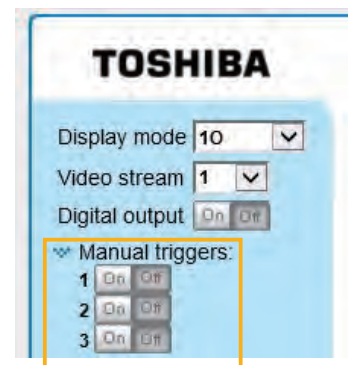 TOSHIBA
Display mode 10
Video stream 1
Digital output On Off
Manual triggers:
1 On Off
2 On Off
3 On Off